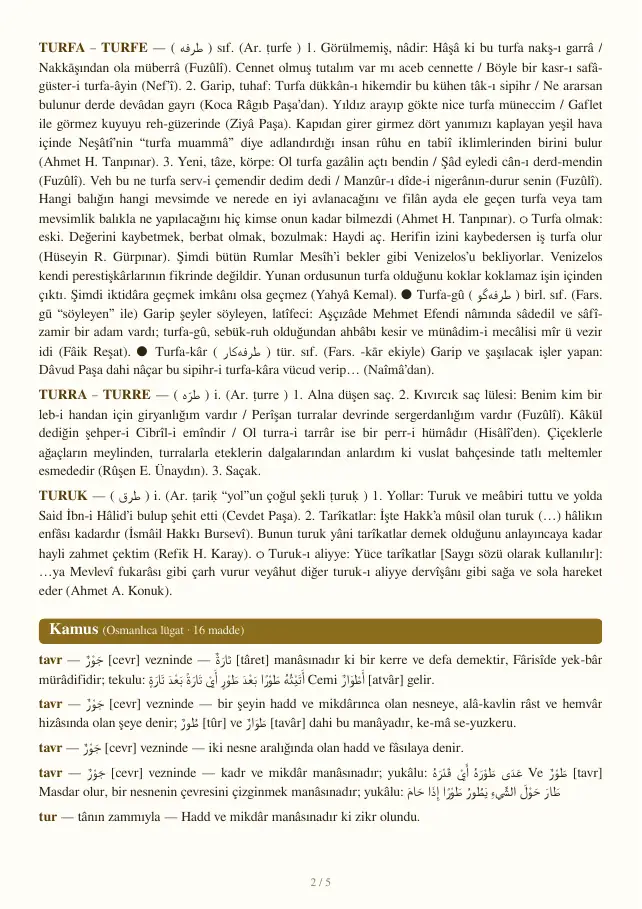 TURFA – TURFE — ( طرفه ) sıf. (Ar. ṭurfe ) 1. Görülmemiş, nâdir: Hâşâ ki bu turfa nakş-ı garrâ /
Nakkāşından ola müberrâ (Fuzûlî). Cennet olmuş tutalım var mı aceb cennette / Böyle bir kasr-ı safâ-
güster-i turfa-âyin (Nef’î). 2. Garip, tuhaf: Turfa dükkân-ı hikemdir bu kühen tâk-ı sipihr / Ne ararsan
bulunur derde devâdan gayrı (Koca Râgıb Paşa’dan). Yıldız arayıp gökte nice turfa müneccim / Gaflet
ile görmez kuyuyu reh-güzerinde (Ziyâ Paşa). Kapıdan girer girmez dört yanımızı kaplayan yeşil hava
içinde Neşâtî’nin “turfa muammâ” diye adlandırdığı insan rûhu en tabiî iklimlerinden birini bulur
(Ahmet H. Tanpınar). 3. Yeni, tâze, körpe: Ol turfa gazâlin açtı bendin / Şâd eyledi cân-ı derd-mendin
(Fuzûlî). Veh bu ne turfa serv-i çemendir dedim dedi / Manzûr-ı dîde-i nigerânın-durur senin (Fuzûlî).
Hangi balığın hangi mevsimde ve nerede en iyi avlanacağını ve filân ayda ele geçen turfa veya tam
mevsimlik balıkla ne yapılacağını hiç kimse onun kadar bilmezdi (Ahmet H. Tanpınar). ο Turfa olmak:
eski. Değerini kaybetmek, berbat olmak, bozulmak: Haydi aç. Herifin izini kaybedersen iş turfa olur
(Hüseyin R. Gürpınar). Şimdi bütün Rumlar Mesîh’i bekler gibi Venizelos’u bekliyorlar. Venizelos
kendi perestişkârlarının fikrinde değildir. Yunan ordusunun turfa olduğunu koklar koklamaz işin içinden
çıktı. Şimdi iktidâra geçmek imkânı olsa geçmez (Yahyâ Kemal). ● Turfa-gû ( طرفه‌گو ) birl. sıf. (Fars.
gū “söyleyen” ile) Garip şeyler söyleyen, latîfeci: Aşçızâde Mehmet Efendi nâmında sâdedil ve sâfî-
zamir bir adam vardı; turfa-gû, sebük-ruh olduğundan ahbâbı kesir ve münâdim-i mecâlisi mîr ü vezir
idi (Fâik Reşat). ● Turfa-kâr ( طرفه‌كار ) tür. sıf. (Fars. -kār ekiyle) Garip ve şaşılacak işler yapan:
Dâvud Paşa dahi nâçar bu sipihr-i turfa-kâra vücud verip… (Naîmâ’dan).
TURRA – TURRE — ( طرّه ) i. (Ar. ṭurre ) 1. Alna düşen saç. 2. Kıvırcık saç lülesi: Benim kim bir
leb-i handan için giryanlığım vardır / Perîşan turralar devrinde sergerdanlığım vardır (Fuzûlî). Kâkül
dediğin şehper-i Cibrîl-i emîndir / Ol turra-i tarrâr ise bir perr-i hümâdır (Hisâlî’den). Çiçeklerle
ağaçların meylinden, turralarla eteklerin dalgalarından anlardım ki vuslat bahçesinde tatlı meltemler
esmededir (Rûşen E. Ünaydın). 3. Saçak.
TURUK — ( طرق ) i. (Ar. ṭariḳ “yol”un çoğul şekli ṭuruḳ ) 1. Yollar: Turuk ve meâbiri tuttu ve yolda
Said İbn-i Hâlid’i bulup şehit etti (Cevdet Paşa). 2. Tarîkatlar: İşte Hakk’a mûsil olan turuk (…) hâlikın
enfâsı kadardır (İsmâil Hakkı Bursevî). Bunun turuk yâni tarîkatlar demek olduğunu anlayıncaya kadar
hayli zahmet çektim (Refik H. Karay). ο Turuk-ı aliyye: Yüce tarîkatlar [Saygı sözü olarak kullanılır]:
…ya Mevlevî fukarâsı gibi çarh vurur veyâhut diğer turuk-ı aliyye dervîşânı gibi sağa ve sola hareket
eder (Ahmet A. Konuk).
Kamus (Osmanlıca lügat · 16 madde)
tavr — جَوْرٌ [cevr] vezninde — تَارَةٌ [târet] manâsınadır ki bir kerre ve defa demektir, Fârisîde yek-bâr
mürâdifidir; tekulu: أَتَيْتُهُ طَوْرًا بَعْدَ طَوْرٍ أَيْ تَارَةً بَعْدَ تَارَةٍ Cemi أَطْوَارٌ [atvâr] gelir.
tavr — جَوْرٌ [cevr] vezninde — bir şeyin hadd ve mikdârınca olan nesneye, alâ-kavlin râst ve hemvâr
hizâsında olan şeye denir; طُورٌ [tûr] ve طَوَارٌ [tavâr] dahi bu manâyadır, ke-mâ se-yuzkeru.
tavr — جَوْرٌ [cevr] vezninde — iki nesne aralığında olan hadd ve fâsılaya denir.
tavr — جَوْرٌ [cevr] vezninde — kadr ve mikdâr manâsınadır; yukâlu: عَدَى طَوْرَهُ أَيْ قَدْرَهُ Ve طَوْرٌ [tavr]
Masdar olur, bir nesnenin çevresini çizginmek manâsınadır; yukâlu: طَارَ حَوْلَ الشَّيءِ يَطُورُ طَوْرًا إِذَا حَامَ
tur — tânın zammıyla — Hadd ve mikdâr manâsınadır ki zikr olundu.
2 / 5